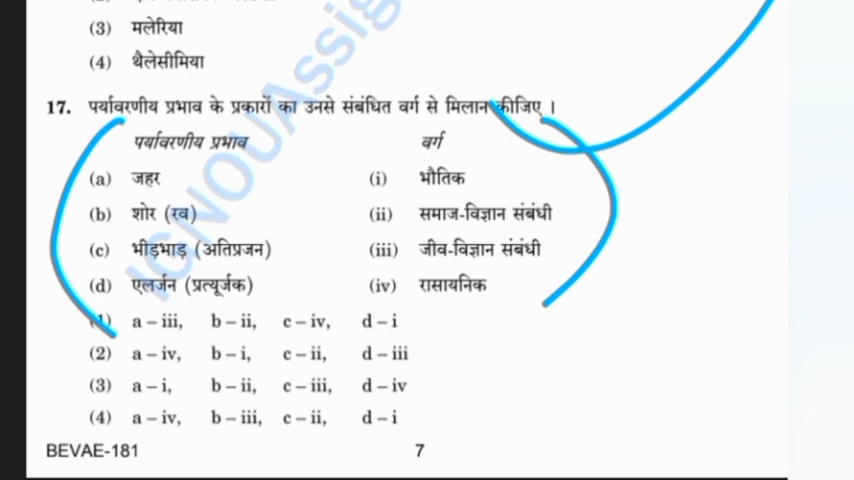 (3) मलेरिया
(4) थैलेसीमिया
17. पर्यावरणीय प्रभाव के प्रकारों का उनसे संबंधित वर्ग से मिलान कीजिए ।
पर्यावरणीय प्रभाव वर्ग
(a) जहर (i) भौतिक
(b) शोर (रव) (ii) समाज-विज्ञान संबंधी
(c) भीड़भाड़ (अतिप्रजन) (iii) जीव-विज्ञान संबंधी
(d) एलर्जन (प्रत्यूर्जक) (iv) रासायनिक
(1) a – iii, b – ii, c – iv, d – i
(2) a – iv, b – i, c – ii, d – iii
(3) a – i, b – ii, c – iii, d – iv
(4) a – iv, b – iii, c – ii, d – i
BEVAE-181 7
IGNOUAssig